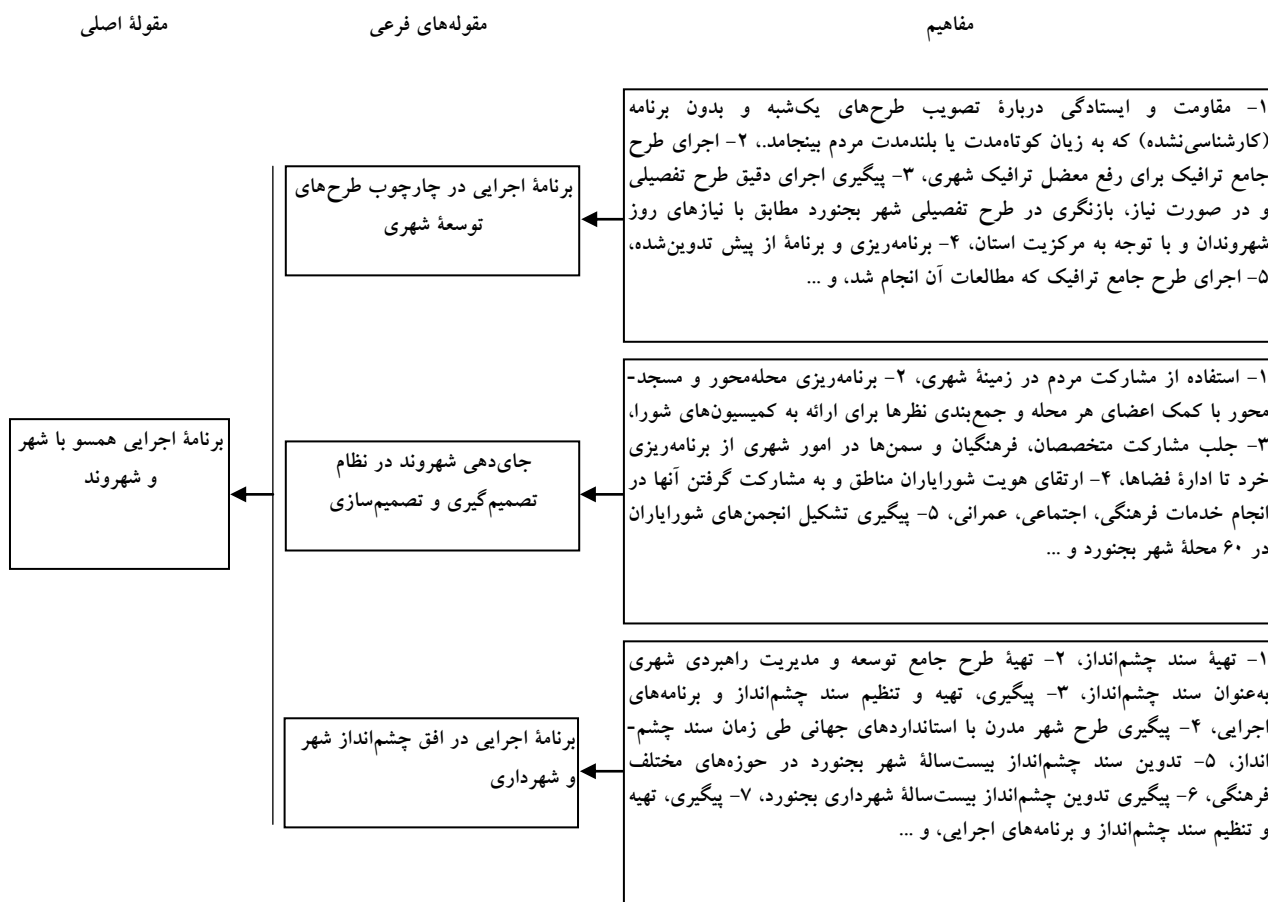 مفاهیم
مقوله‌های فرعی
مقولهٔ اصلی
۱- مقاومت و ایستادگی دربارهٔ تصویب طرح‌های یک‌شبه و بدون برنامه
(کارشناسی‌نشده) که به زیان کوتاه‌مدت یا بلندمدت مردم بینجامد.، ۲- اجرای طرح
جامع ترافیک برای رفع معضل ترافیک شهری، ۳- پیگیری اجرای دقیق طرح تفصیلی
و در صورت نیاز، بازنگری در طرح تفصیلی شهر بجنورد مطابق با نیازهای روز
شهروندان و با توجه به مرکزیت استان، ۴- برنامه‌ریزی و برنامهٔ از پیش تدوین‌شده،
۵- اجرای طرح جامع ترافیک که مطالعات آن انجام شد، و ...
برنامهٔ اجرایی در چارچوب طرح‌های
توسعهٔ شهری
۱- استفاده از مشارکت مردم در زمینهٔ شهری، ۲- برنامه‌ریزی محله‌محور و مسجد-
محور با کمک اعضای هر محله و جمع‌بندی نظرها برای ارائه به کمیسیون‌های شورا،
۳- جلب مشارکت متخصصان، فرهنگیان و سمن‌ها در امور شهری از برنامه‌ریزی
خرد تا ادارهٔ فضاها، ۴- ارتقای هویت شورایاران مناطق و به مشارکت گرفتن آنها در
انجام خدمات فرهنگی، اجتماعی، عمرانی، ۵- پیگیری تشکیل انجمن‌های شورایاران
در ۶۰ محلهٔ شهر بجنورد و ...
جای‌دهی شهروند در نظام
تصمیم‌گیری و تصمیم‌سازی
برنامهٔ اجرایی همسو با شهر
و شهروند
۱- تهیهٔ سند چشم‌انداز، ۲- تهیهٔ طرح جامع توسعه و مدیریت راهبردی شهری
به‌عنوان سند چشم‌انداز، ۳- پیگیری، تهیه و تنظیم سند چشم‌انداز و برنامه‌های
اجرایی، ۴- پیگیری طرح شهر مدرن با استانداردهای جهانی طی زمان سند چشم-
انداز، ۵- تدوین سند چشم‌انداز بیست‌سالهٔ شهر بجنورد در حوزه‌های مختلف
فرهنگی، ۶- پیگیری تدوین چشم‌انداز بیست‌سالهٔ شهرداری بجنورد، ۷- پیگیری، تهیه
و تنظیم سند چشم‌انداز و برنامه‌های اجرایی، و ...
برنامهٔ اجرایی در افق چشم‌انداز شهر
و شهرداری